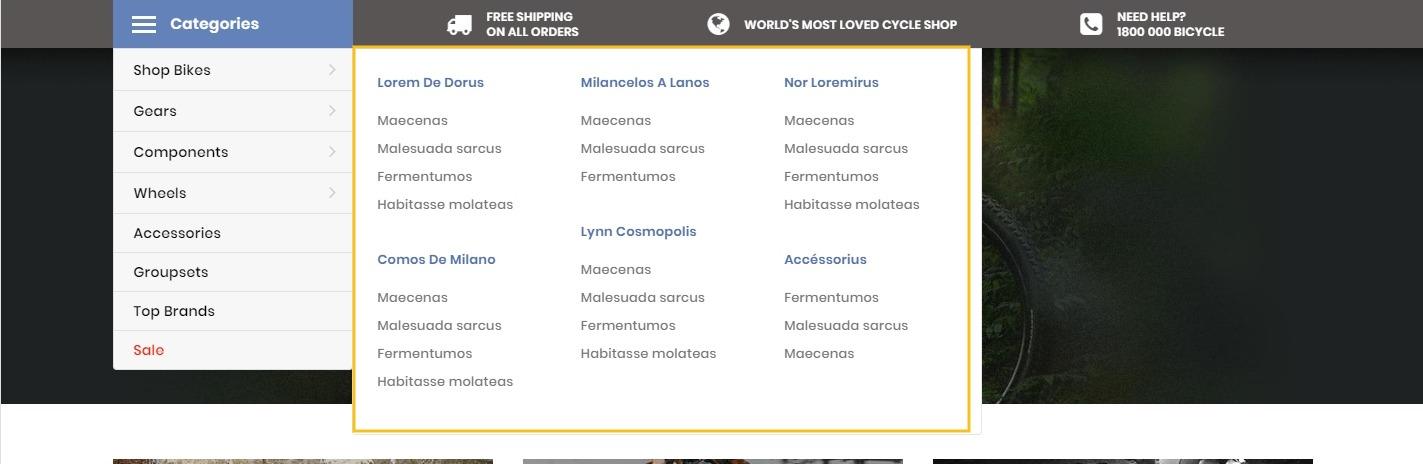 Categories
FREE SHIPPING
ON ALL ORDERS
WORLD'S MOST LOVED CYCLE SHOP
NEED HELP?
1800 000 BICYCLE
Shop Bikes
Gears
Components
Wheels
Accessories
Groupsets
Top Brands
Sale
Lorem De Dorus
Maecenas
Malesuada sarcus
Fermentumos
Habitasse molateas
Comos De Milano
Maecenas
Malesuada sarcus
Fermentumos
Habitasse molateas
Milancelos A Lanos
Maecenas
Malesuada sarcus
Fermentumos
Lynn Cosmopolis
Maecenas
Malesuada sarcus
Fermentumos
Habitasse molateas
Nor Loremirus
Maecenas
Malesuada sarcus
Fermentumos
Habitasse molateas
Accéssorius
Fermentumos
Malesuada sarcus
Maecenas